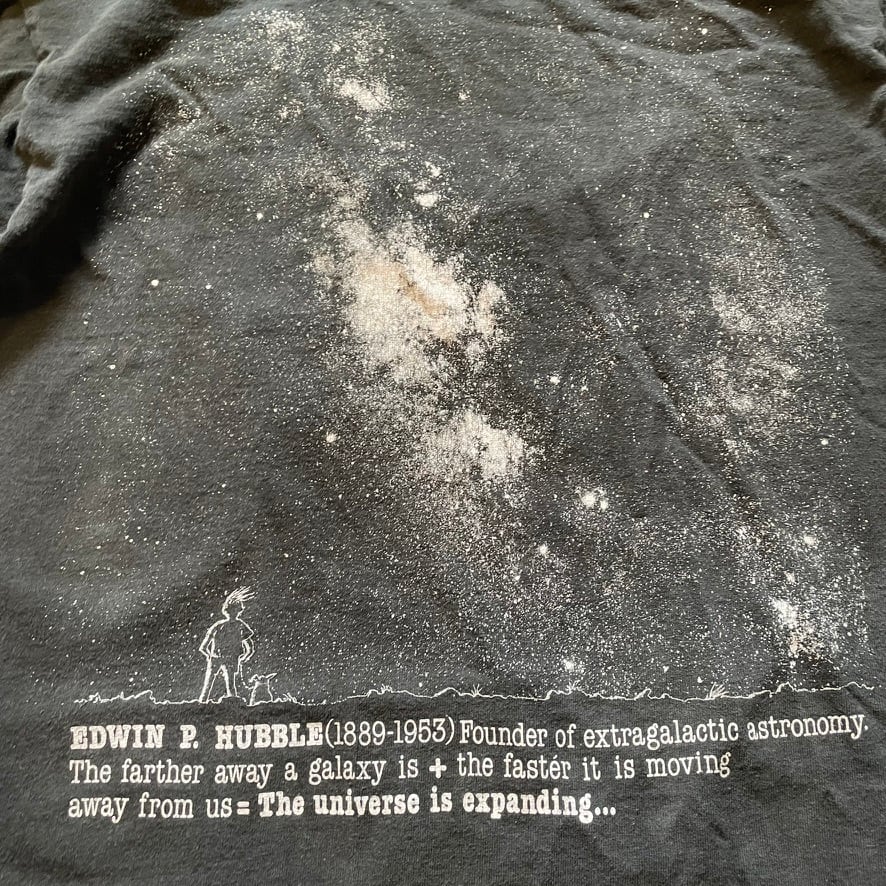 EDWIN P. HUBBLE (1889-1953) Founder of extragalactic astronomy.
The farther away a galaxy is + the faster it is moving
away from us = The universe is expanding...